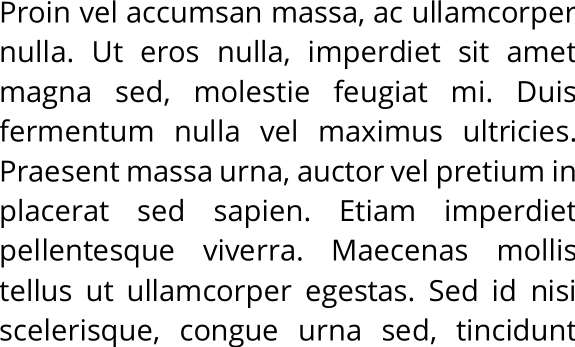 Proin vel accumsan massa, ac ullamcorper
nulla. Ut eros nulla, imperdiet sit amet
magna sed, molestie feugiat mi. Duis
fermentum nulla vel maximus ultricies.
Praesent massa urna, auctor vel pretium in
placerat sed sapien. Etiam imperdiet
pellentesque viverra. Maecenas mollis
tellus ut ullamcorper egestas. Sed id nisi
scelerisque, congue urna sed, tincidunt